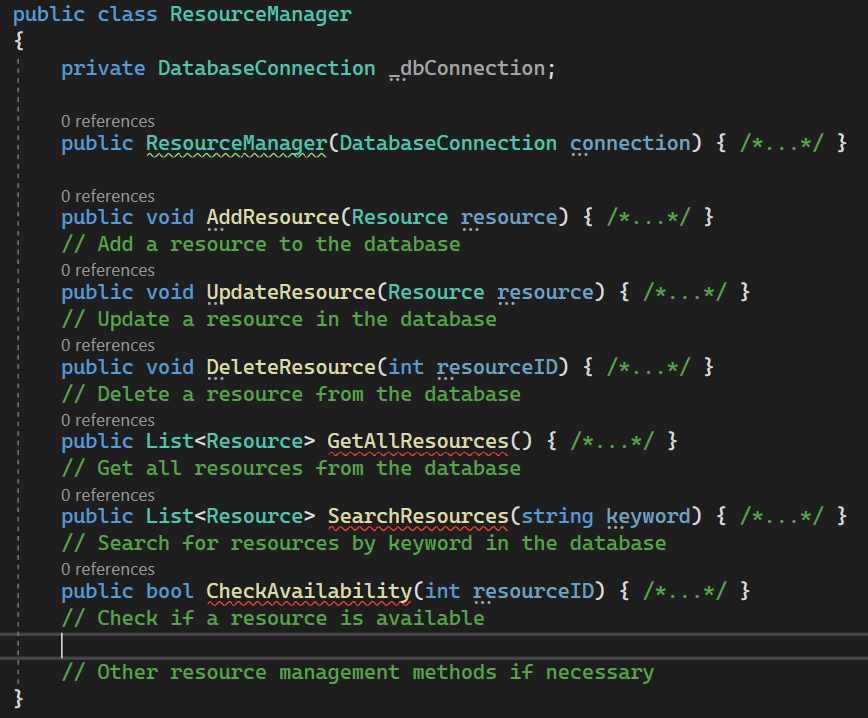 public class ResourceManager
{
private DatabaseConnection _dbConnection;
0 references
public ResourceManager(DatabaseConnection connection) { /*...*/ }
0 references
public void AddResource(Resource resource) { /*...*/ }
// Add a resource to the database
0 references
public void UpdateResource(Resource resource) { /*...*/ }
// Update a resource in the database
0 references
public void DeleteResource(int resourceID) { /*...*/ }
// Delete a resource from the database
0 references
public List<Resource> GetAllResources() { /*...*/ }
// Get all resources from the database
0 references
public List<Resource> SearchResources(string keyword) { /*...*/ }
// Search for resources by keyword in the database
0 references
public bool CheckAvailability(int resourceID) { /*...*/ }
// Check if a resource is available
// Other resource management methods if necessary
}